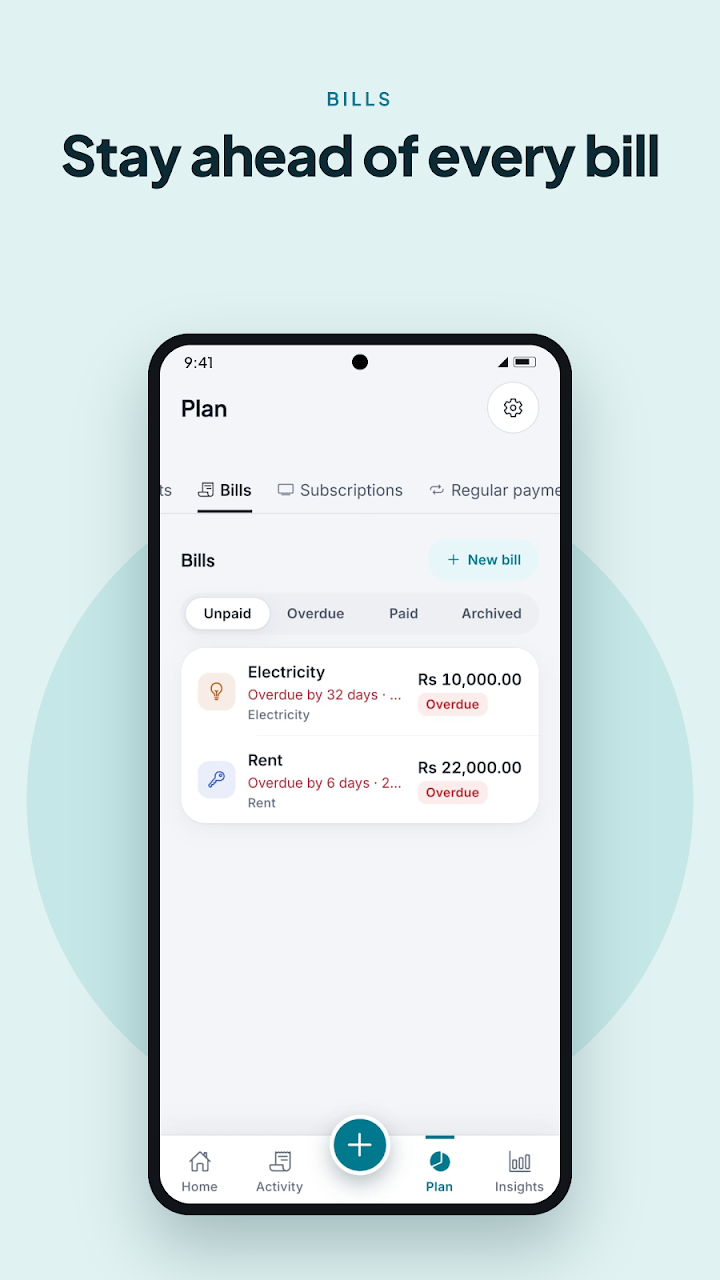 BILLS
Stay ahead of every bill
9:41
Plan
ts
Bills
Subscriptions
Regular payme
Bills
+ New bill
Unpaid
Overdue
Paid
Archived
Electricity
Overdue by 32 days · ...
Electricity
Rs 10,000.00
Overdue
Rent
Overdue by 6 days · 2...
Rent
Rs 22,000.00
Overdue
Home
Activity
Plan
Insights